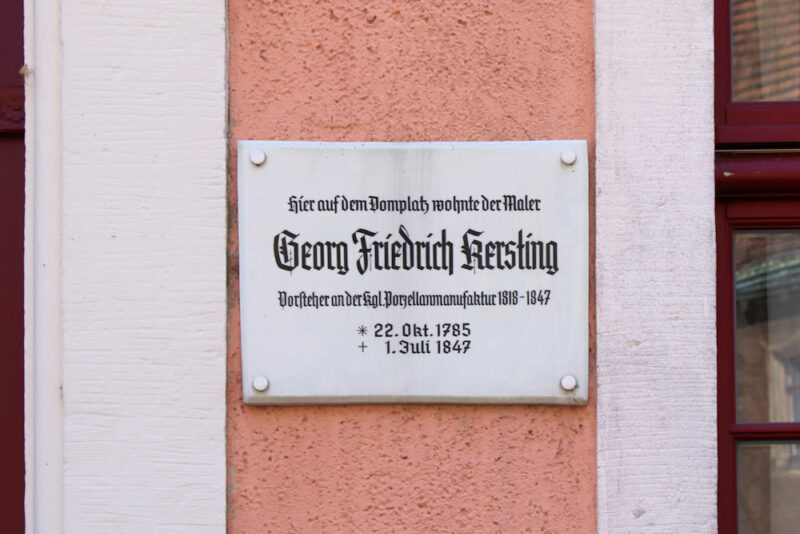 Hier auf dem Domplatz wohnte der Maler
Georg Friedrich Kersting
Vorsteher an der Kgl. Porzellanmanufaktur 1818-1847
* 22. Okt. 1785
+ 1. Juli 1847